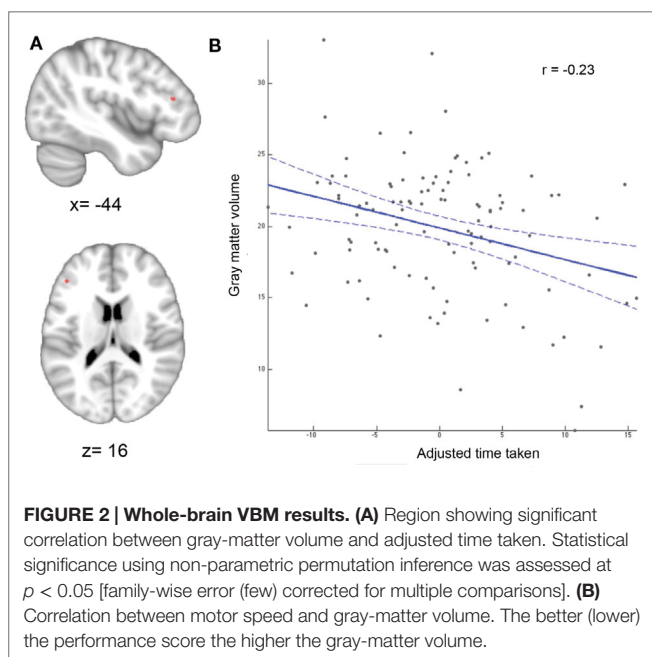 A
B
x= -44
z= 16
r = -0.23
Gray matter volume
30
25
20
15
10
-10
-5
0
5
10
15
Adjusted time taken
FIGURE 2 | Whole-brain VBM results. (A) Region showing significant
correlation between gray-matter volume and adjusted time taken. Statistical
significance using non-parametric permutation inference was assessed at
p < 0.05 [family-wise error (few) corrected for multiple comparisons]. (B)
Correlation between motor speed and gray-matter volume. The better (lower)
the performance score the higher the gray-matter volume.